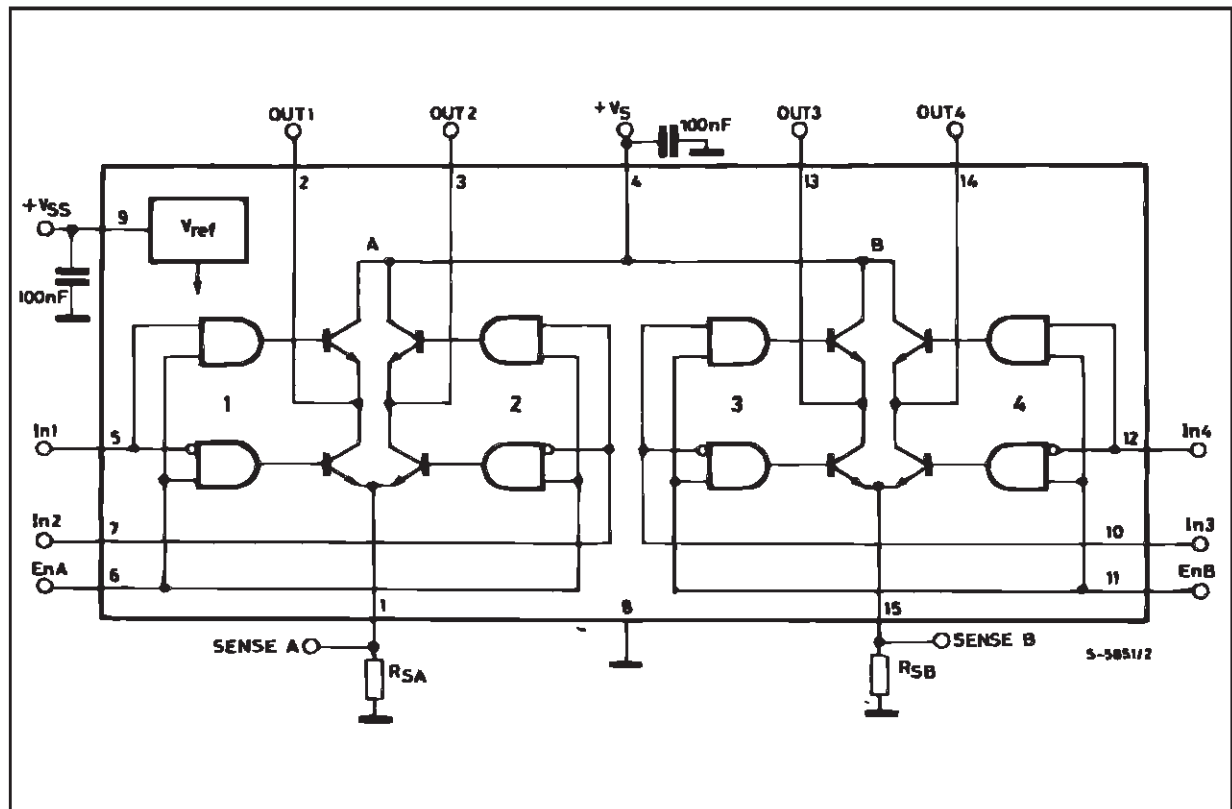 OUT1 OUT2 +VS 100nF OUT3 OUT4
2 3 4 13 14
+VSS 9 Vref
A B
100nF
1 2 3 4
In1 5 12 In4
In2 7 10 In3
EnA 6 11 EnB
1 8 15
SENSE A SENSE B
RSA RSB
S-5851/2